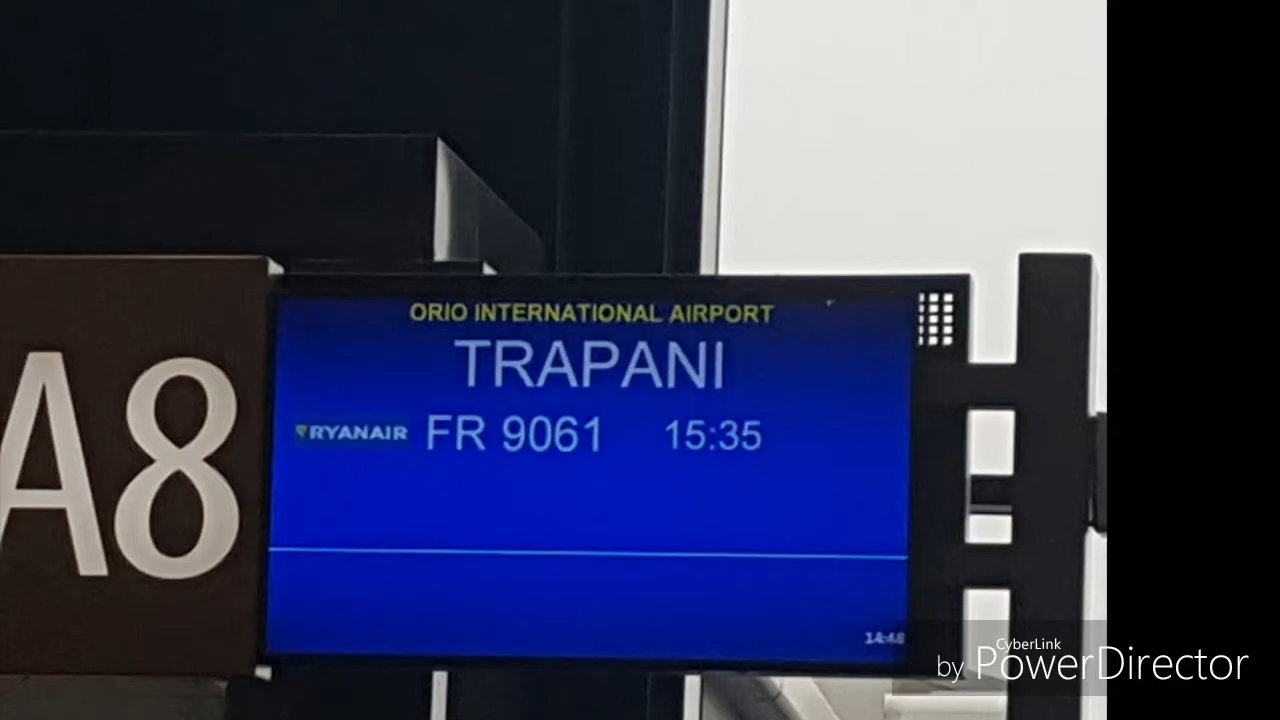 A8
ORIO INTERNATIONAL AIRPORT
TRAPANI
RYANAIR FR 9061 15:35
14:48
CyberLink
by PowerDirector